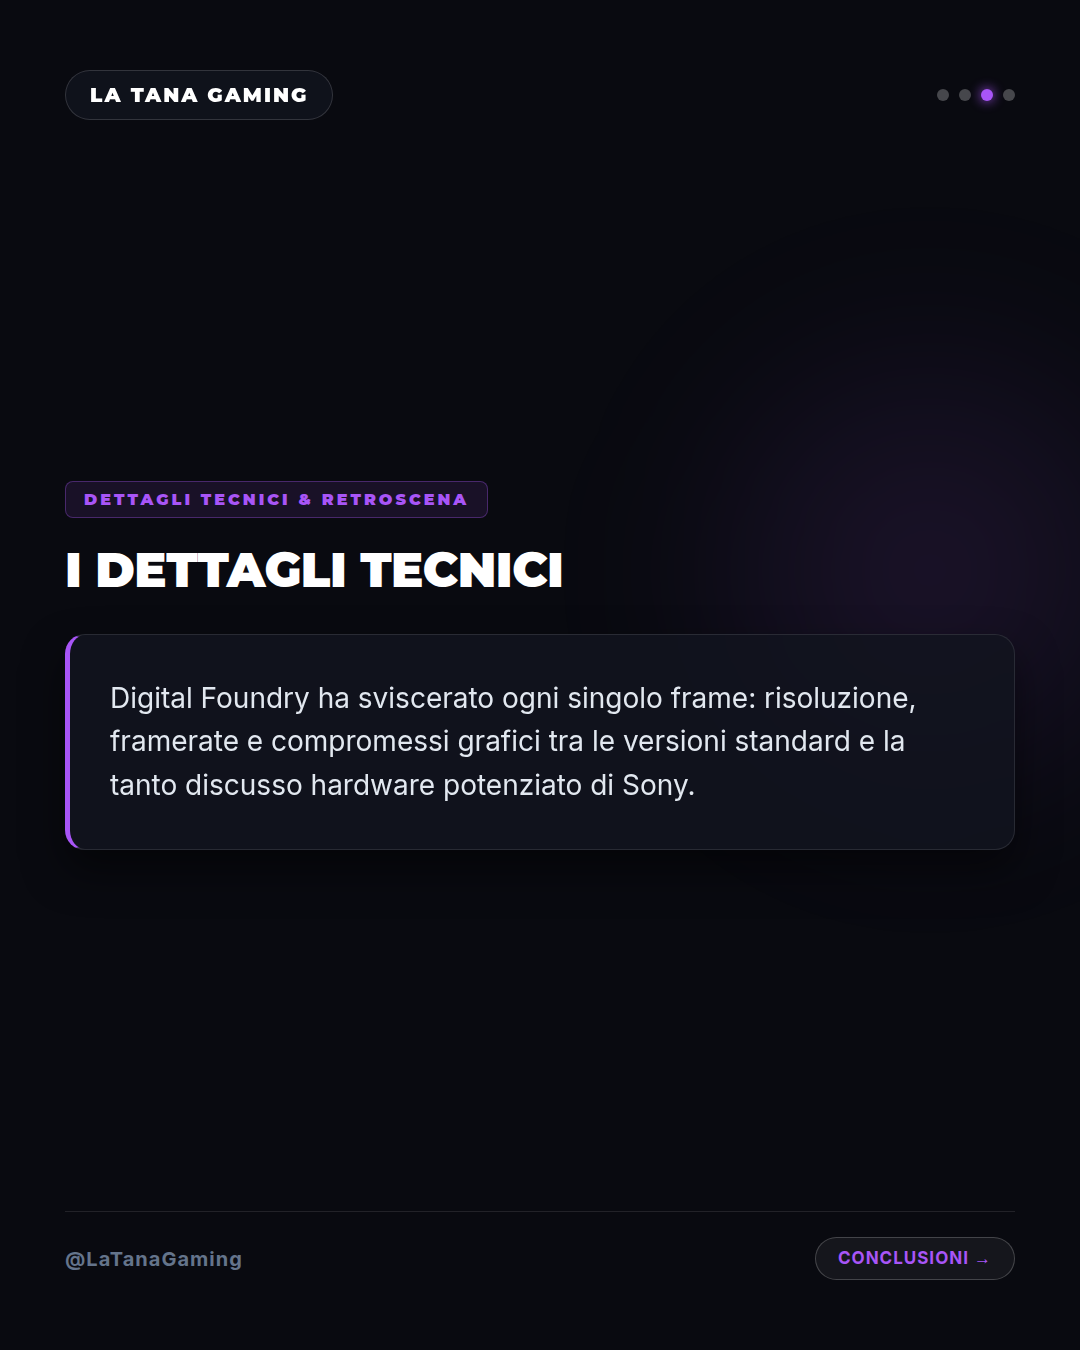 LA TANA GAMING
DETTAGLI TECNICI & RETROSCENA
I DETTAGLI TECNICI
Digital Foundry ha sviscerato ogni singolo frame: risoluzione,
framerate e compromessi grafici tra le versioni standard e la
tanto discusso hardware potenziato di Sony.
@LaTanaGaming
CONCLUSIONI →